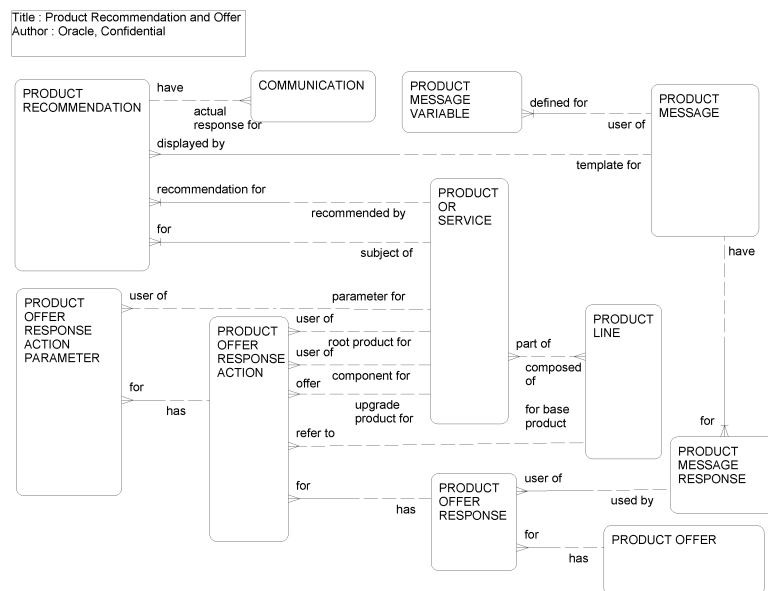 Title : Product Recommendation and Offer
Author : Oracle, Confidential
PRODUCT
RECOMMENDATION
have
actual
response for
COMMUNICATION
PRODUCT
MESSAGE
VARIABLE
defined for
user of
PRODUCT
MESSAGE
displayed by
template for
recommendation for
recommended by
for
subject of
PRODUCT
OR
SERVICE
have
PRODUCT
OFFER
RESPONSE
ACTION
PARAMETER
user of
parameter for
PRODUCT
OFFER
RESPONSE
ACTION
user of
root product for
user of
component for
offer
upgrade
product for
part of
composed
of
PRODUCT
LINE
for
has
for base
product
refer to
for
PRODUCT
MESSAGE
RESPONSE
for
has
PRODUCT
OFFER
RESPONSE
user of
used by
for
has
PRODUCT OFFER